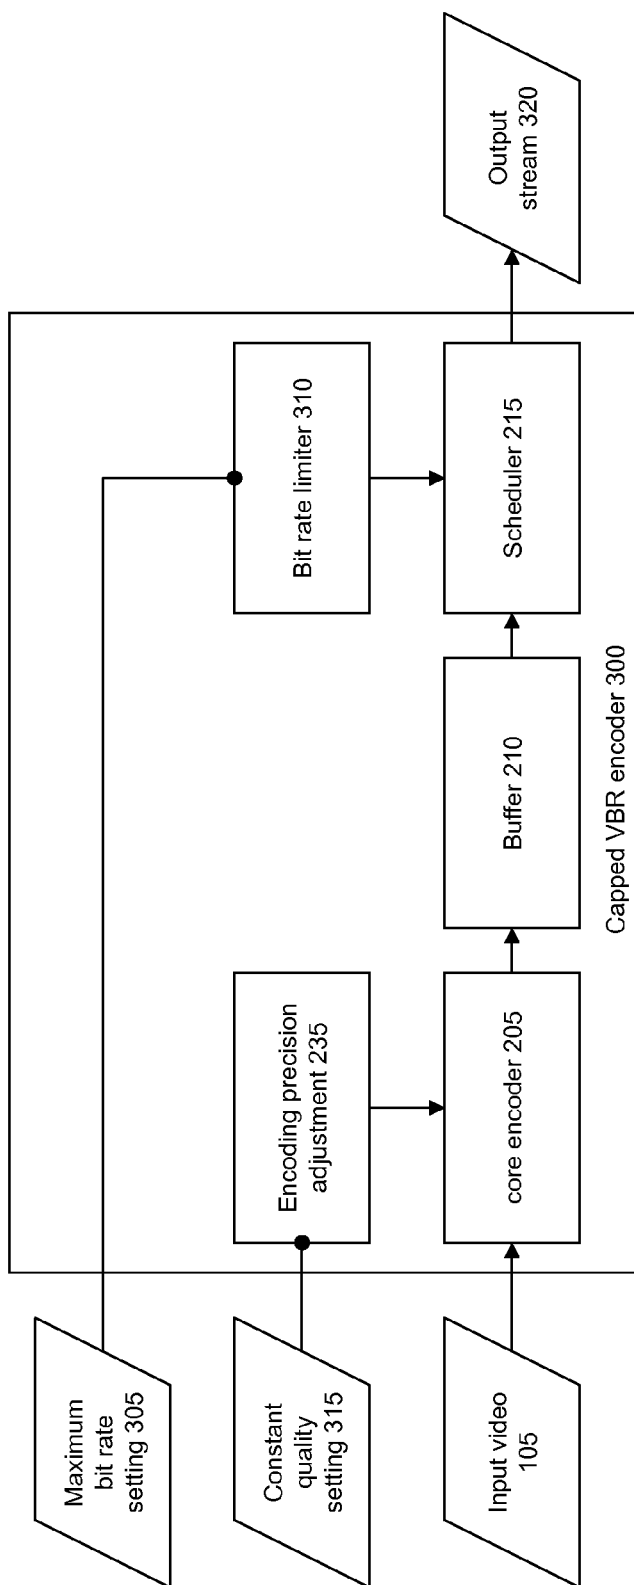 Maximum
bit rate
setting 305
Constant
quality
setting 315
Input video
105
Encoding precision
adjustment 235
core encoder 205
Buffer 210
Bit rate limiter 310
Scheduler 215
Output
stream 320
Capped VBR encoder 300